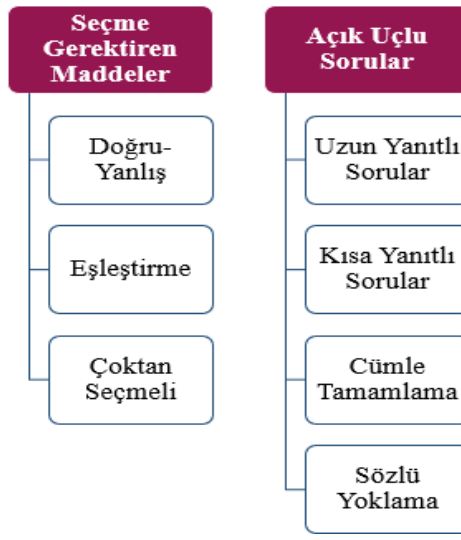 Seçme
Gerektiren
Maddeler
Doğru-
Yanlış
Eşleştirme
Çoktan
Seçmeli
Açık Uçlu
Sorular
Uzun Yanıtlı
Sorular
Kısa Yanıtlı
Sorular
Cümle
Tamamlama
Sözlü
Yoklama